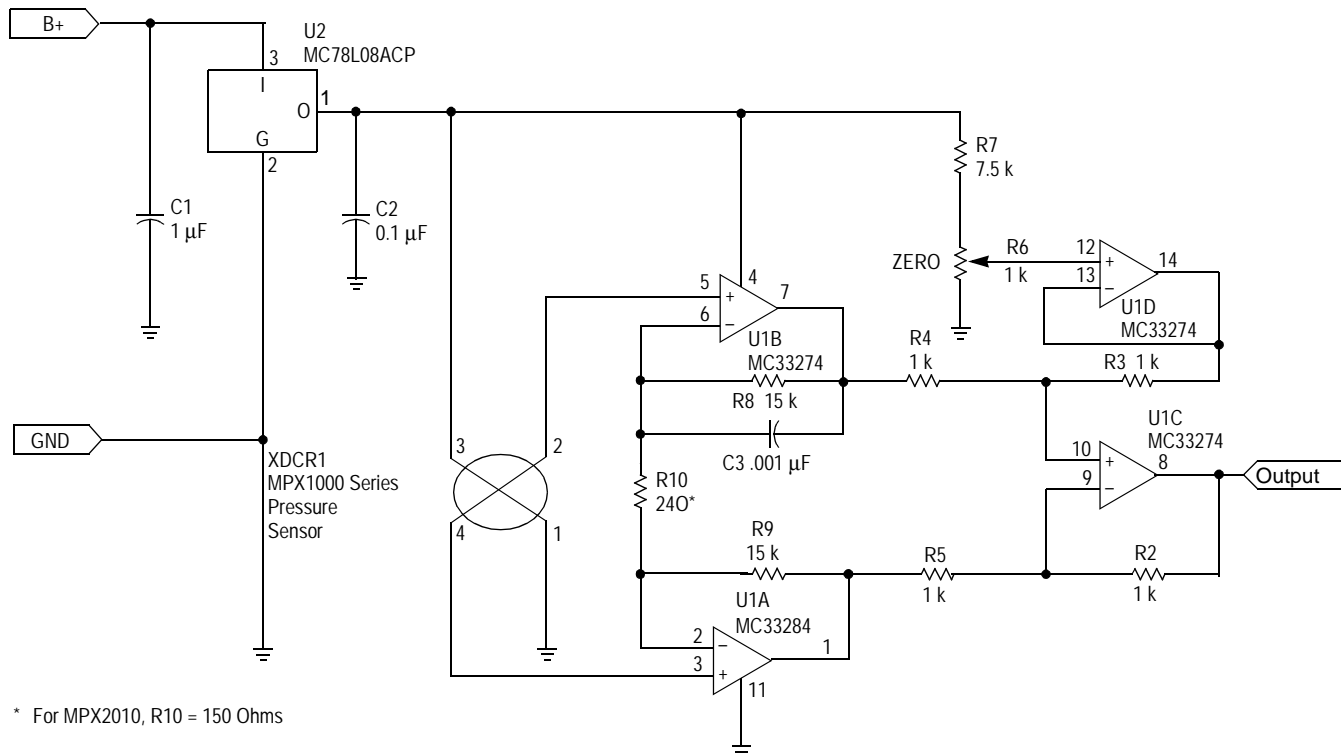 B+
U2
MC78L08ACP
3
I
O
1
G
2
C1
1 µF
C2
0.1 µF
R7
7.5 k
ZERO
R6
1 k
12
+
13
−
14
U1D
MC33274
5
+
4
7
6
−
U1B
MC33274
R4
1 k
R3 1 k
R8 15 k
C3 .001 µF
U1C
MC33274
10
+
9
−
8
Output
GND
XDCR1
MPX1000 Series
Pressure
Sensor
3
2
4
1
R10
24O*
R9
15 k
R5
1 k
R2
1 k
U1A
MC33284
2
−
3
+
1
11
* For MPX2010, R10 = 150 Ohms